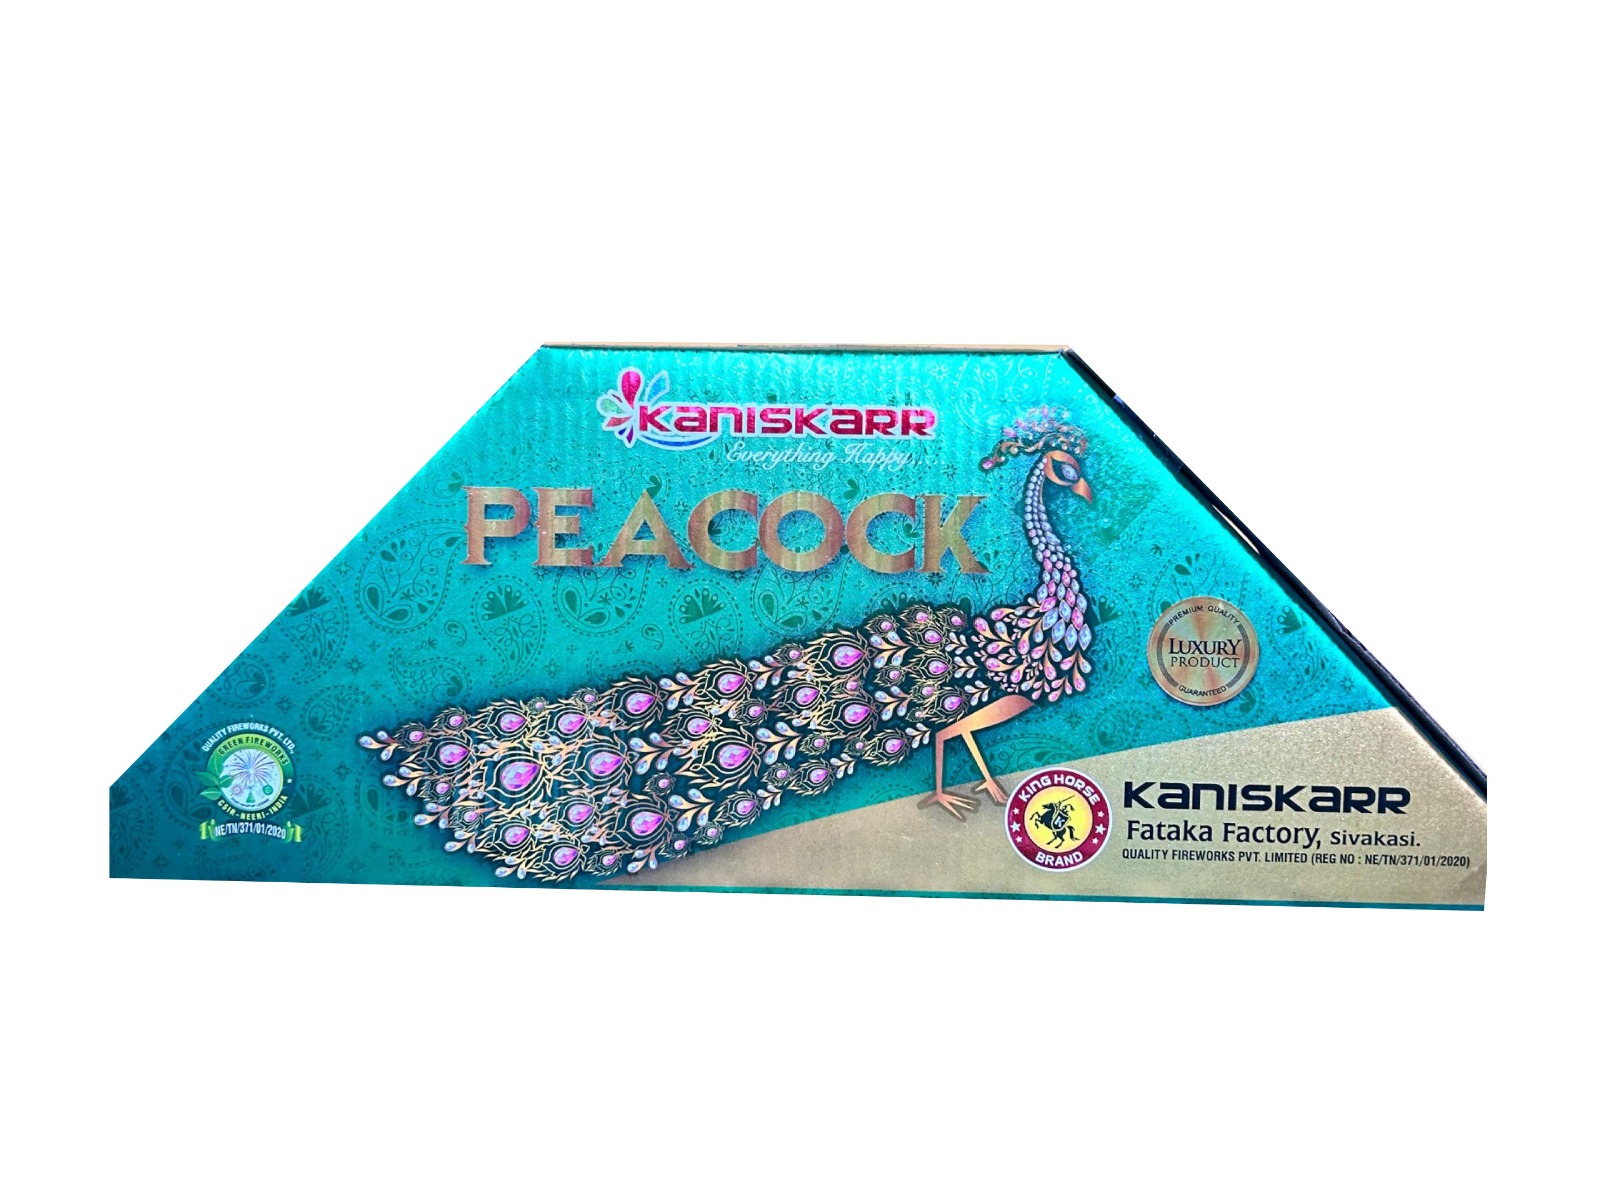 KANISKARR
Everything Happy...
PEACOCK
PREMIUM QUALITY
LUXURY
PRODUCT
GUARANTEED
QUALITY FIREWORKS PVT. LTD.
GREEN FIREWORKS
CSIR-NEERI-INDIA
NE/TN/371/01/2020
KING HORSE
K
BRAND
KANISKARR
Fataka Factory, Sivakasi.
QUALITY FIREWORKS PVT. LIMITED (REG NO : NE/TN/371/01/2020)